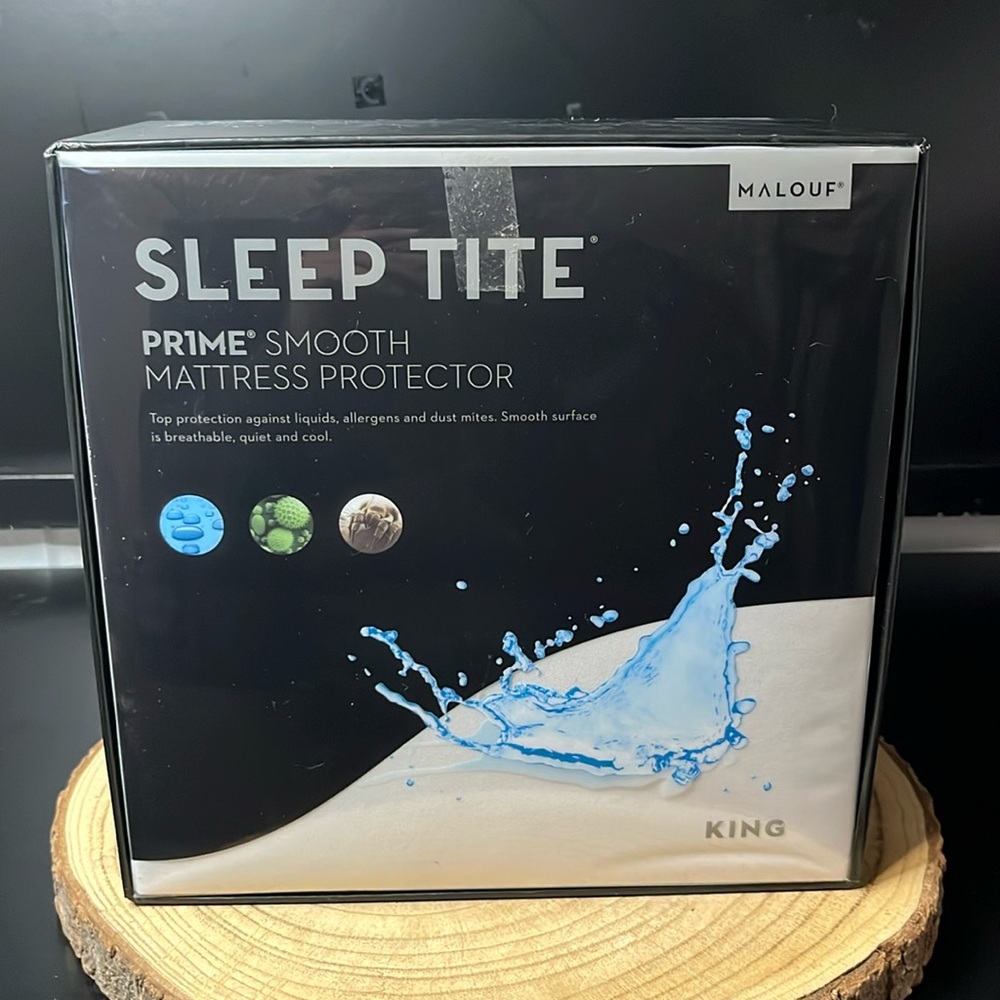 MALOUF®
SLEEP TITE®
PR1ME® SMOOTH
MATTRESS PROTECTOR
Top protection against liquids, allergens and dust mites. Smooth surface
is breathable, quiet and cool.
KING